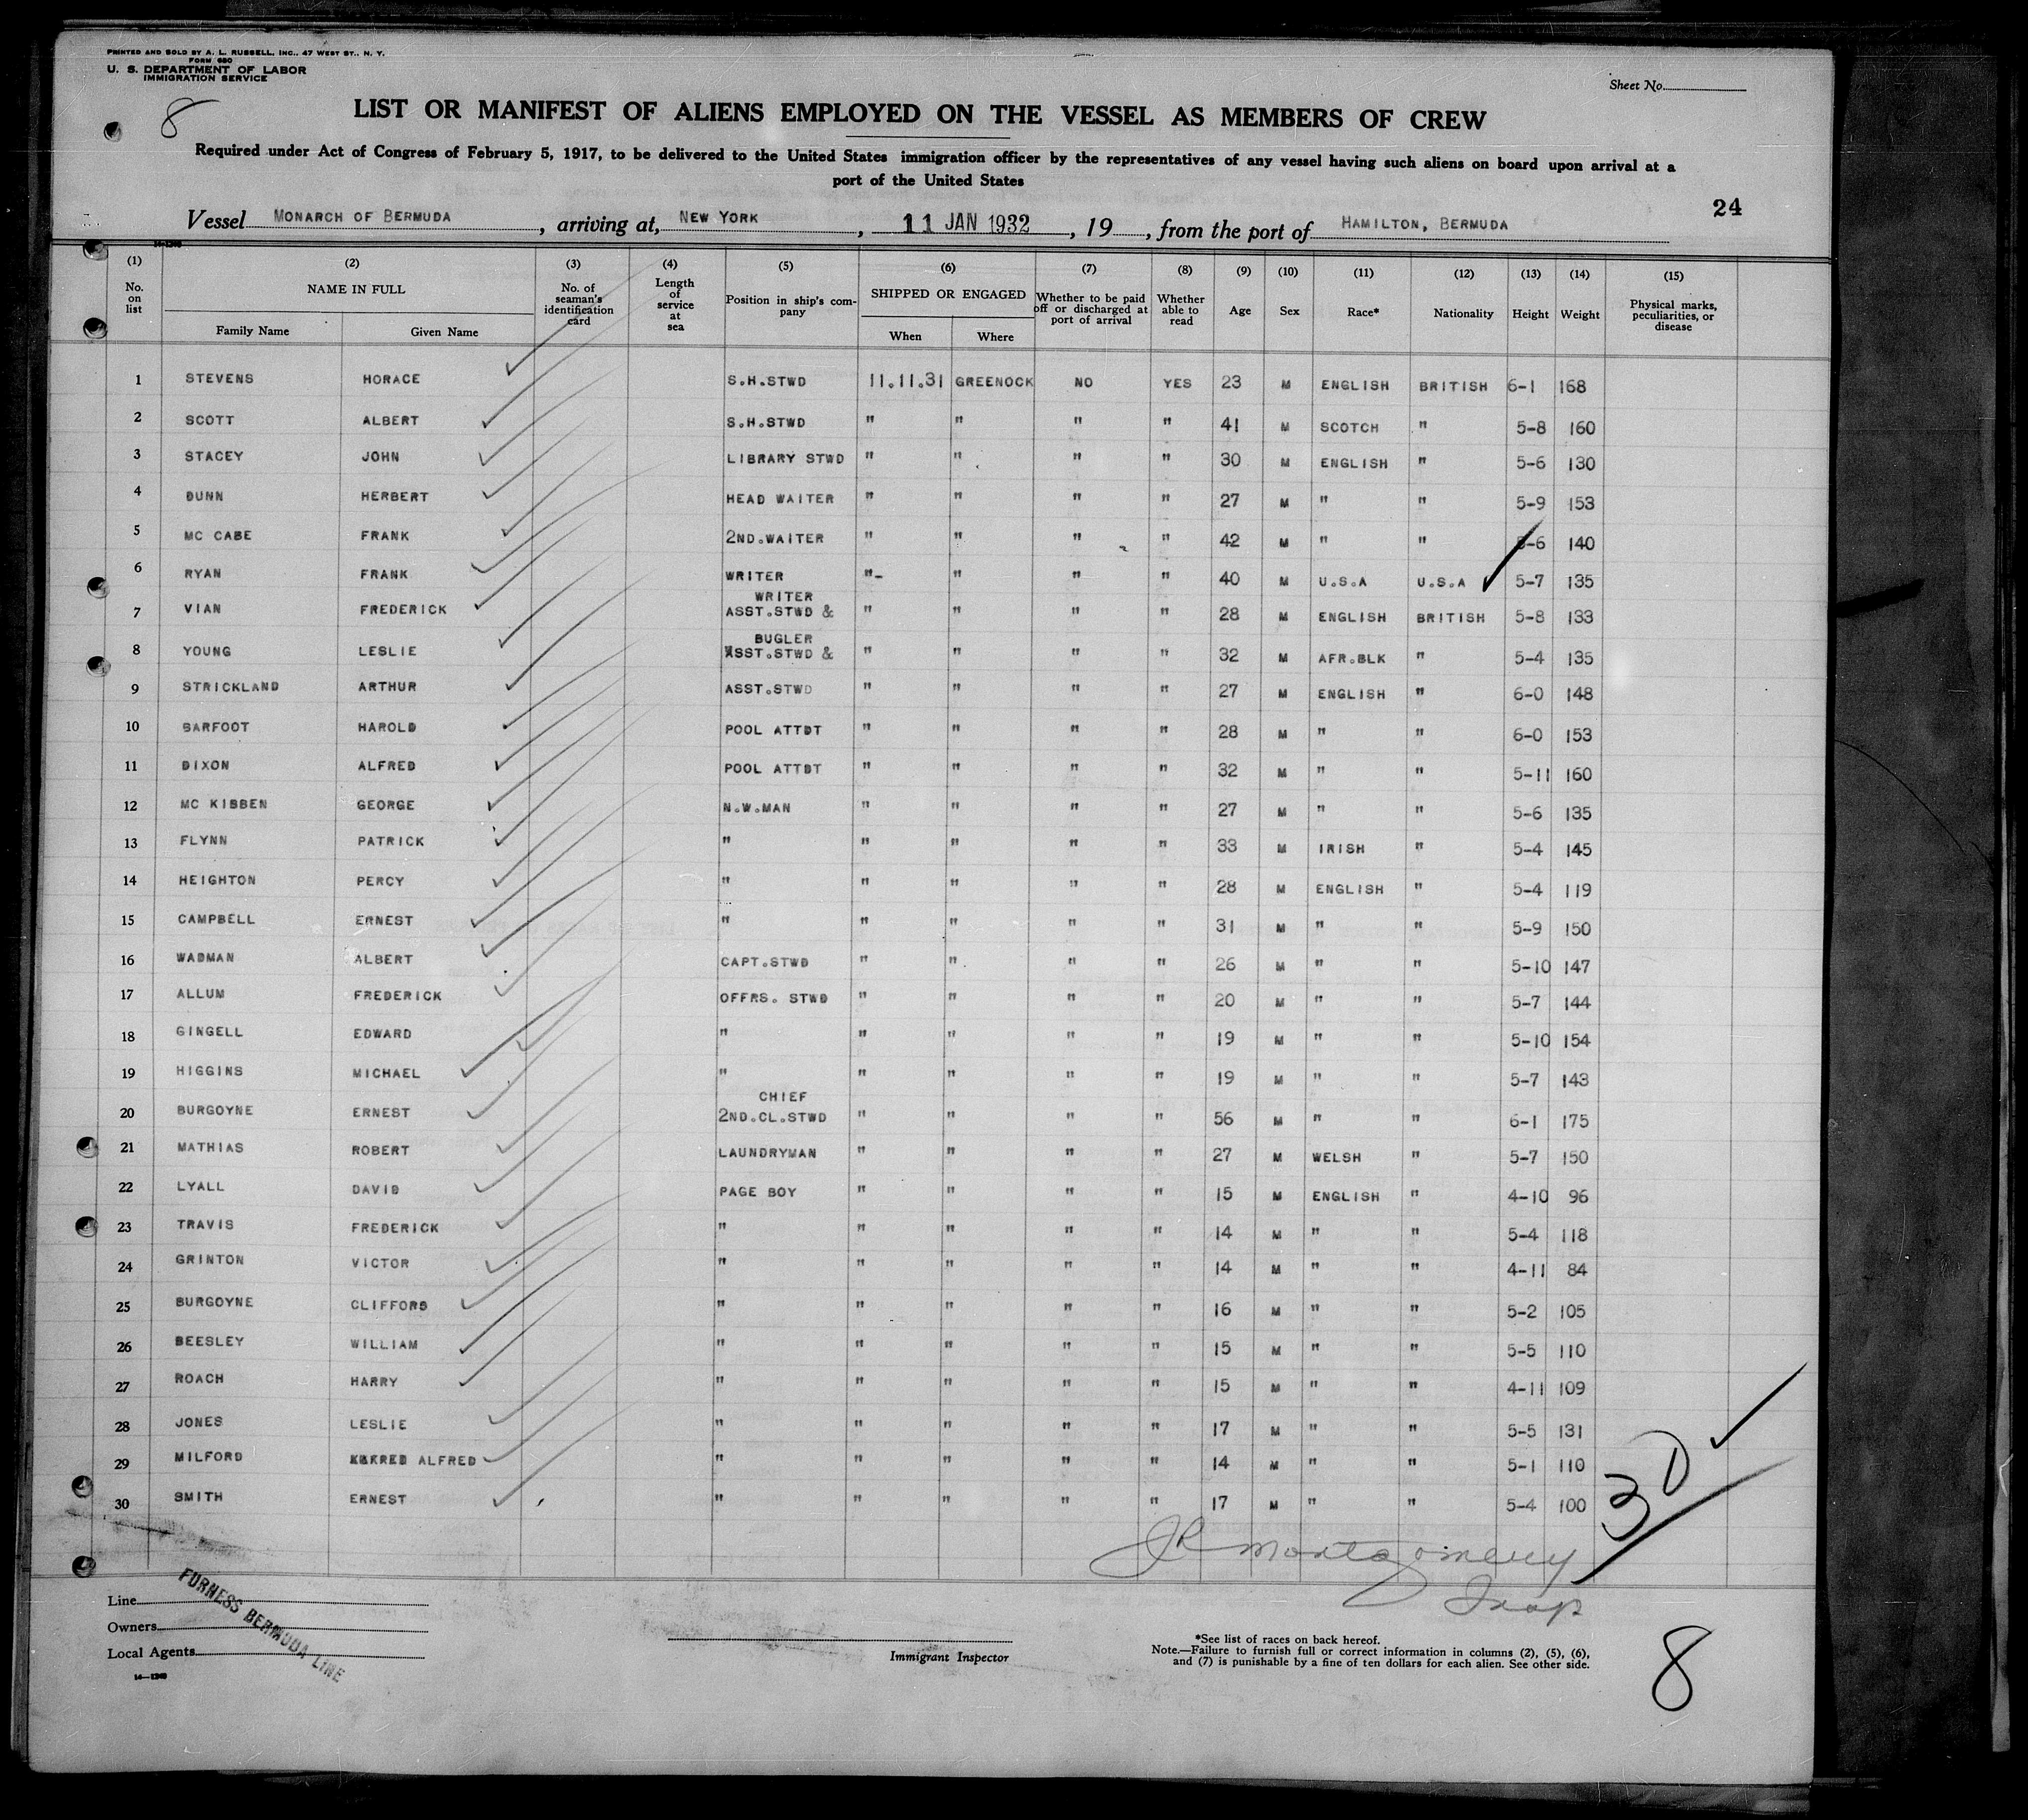 PRINTED AND SOLD BY A. L. RUSSELL, INC., 47 WEST ST., N. Y.
FORM 680
U. S. DEPARTMENT OF LABOR
IMMIGRATION SERVICE
Sheet No.
8
LIST OR MANIFEST OF ALIENS EMPLOYED ON THE VESSEL AS MEMBERS OF CREW
Required under Act of Congress of February 5, 1917, to be delivered to the United States immigration officer by the representatives of any vessel having such aliens on board upon arrival at a
port of the United States
24
Vessel MONARCH OF BERMUDA, arriving at, NEW YORK, 11 JAN 1932, 19, from the port of HAMILTON, BERMUDA
14-1240
(1) (2) (3) (4) (5) (6) (7) (8) (9) (10) (11) (12) (13) (14) (15)
No. on list NAME IN FULL Family Name Given Name No. of seaman's identification card Length of service at sea Position in ship's company SHIPPED OR ENGAGED When Where Whether to be paid off or discharged at port of arrival Whether able to read Age Sex Race* Nationality Height Weight Physical marks, peculiarities, or disease
1 STEVENS HORACE S.H.STWD 11.11.31 GREENOCK NO YES 23 M ENGLISH BRITISH 6-1 168
2 SCOTT ALBERT S.H.STWD " " " " 41 M SCOTCH " 5-8 160
3 STACEY JOHN LIBRARY STWD " " " " 30 M ENGLISH " 5-6 130
4 DUNN HERBERT HEAD WAITER " " " " 27 M " " 5-9 153
5 MC CABE FRANK 2ND.WAITER " " " " 42 M " " 5-6 140
6 RYAN FRANK WRITER " " " " 40 M U.S.A U.S.A 5-7 135
WRITER
7 VIAN FREDERICK ASST.STWD & " " " " 28 M ENGLISH BRITISH 5-8 133
BUGLER
8 YOUNG LESLIE ASST.STWD & " " " " 32 M AFR.BLK " 5-4 135
9 STRICKLAND ARTHUR ASST.STWD " " " " 27 M ENGLISH " 6-0 148
10 BARFOOT HAROLD POOL ATTDT " " " " 28 M " " 6-0 153
11 DIXON ALFRED POOL ATTDT " " " " 32 M " " 5-11 160
12 MC KIBBEN GEORGE N.W.MAN " " " " 27 M " " 5-6 135
13 FLYNN PATRICK " " " " " 33 M IRISH " 5-4 145
14 HEIGHTON PERCY " " " " " 28 M ENGLISH " 5-4 119
15 CAMPBELL ERNEST " " " " " 31 M " " 5-9 150
16 WADMAN ALBERT CAPT.STWD " " " " 26 M " " 5-10 147
17 ALLUM FREDERICK OFFRS. STWD " " " " 20 M " " 5-7 144
18 GINGELL EDWARD " " " " " 19 M " " 5-10 154
19 HIGGINS MICHAEL " " " " " 19 M " " 5-7 143
CHIEF
20 BURGOYNE ERNEST 2ND.CL.STWD " " " " 56 M " " 6-1 175
21 MATHIAS ROBERT LAUNDRYMAN " " " " 27 M WELSH " 5-7 150
22 LYALL DAVID PAGE BOY " " " " 15 M ENGLISH " 4-10 96
23 TRAVIS FREDERICK " " " " " 14 M " " 5-4 118
24 GRINTON VICTOR " " " " " 14 M " " 4-11 84
25 BURGOYNE CLIFFORD " " " " " 16 M " " 5-2 105
26 BEESLEY WILLIAM " " " " " 15 M " " 5-5 110
27 ROACH HARRY " " " " " 15 M " " 4-11 109
28 JONES LESLIE " " " " " 17 M " " 5-5 131
29 MILFORD ALFRED " " " " " 14 M " " 5-1 110
30 SMITH ERNEST " " " " " 17 M " " 5-4 100
30
Montgomery
Insp
Line
Owners
Local Agents
FURNESS BERMUDA LINE
14-1240
Immigrant Inspector
*See list of races on back hereof.
Note.—Failure to furnish full or correct information in columns (2), (5), (6),
and (7) is punishable by a fine of ten dollars for each alien. See other side.
8